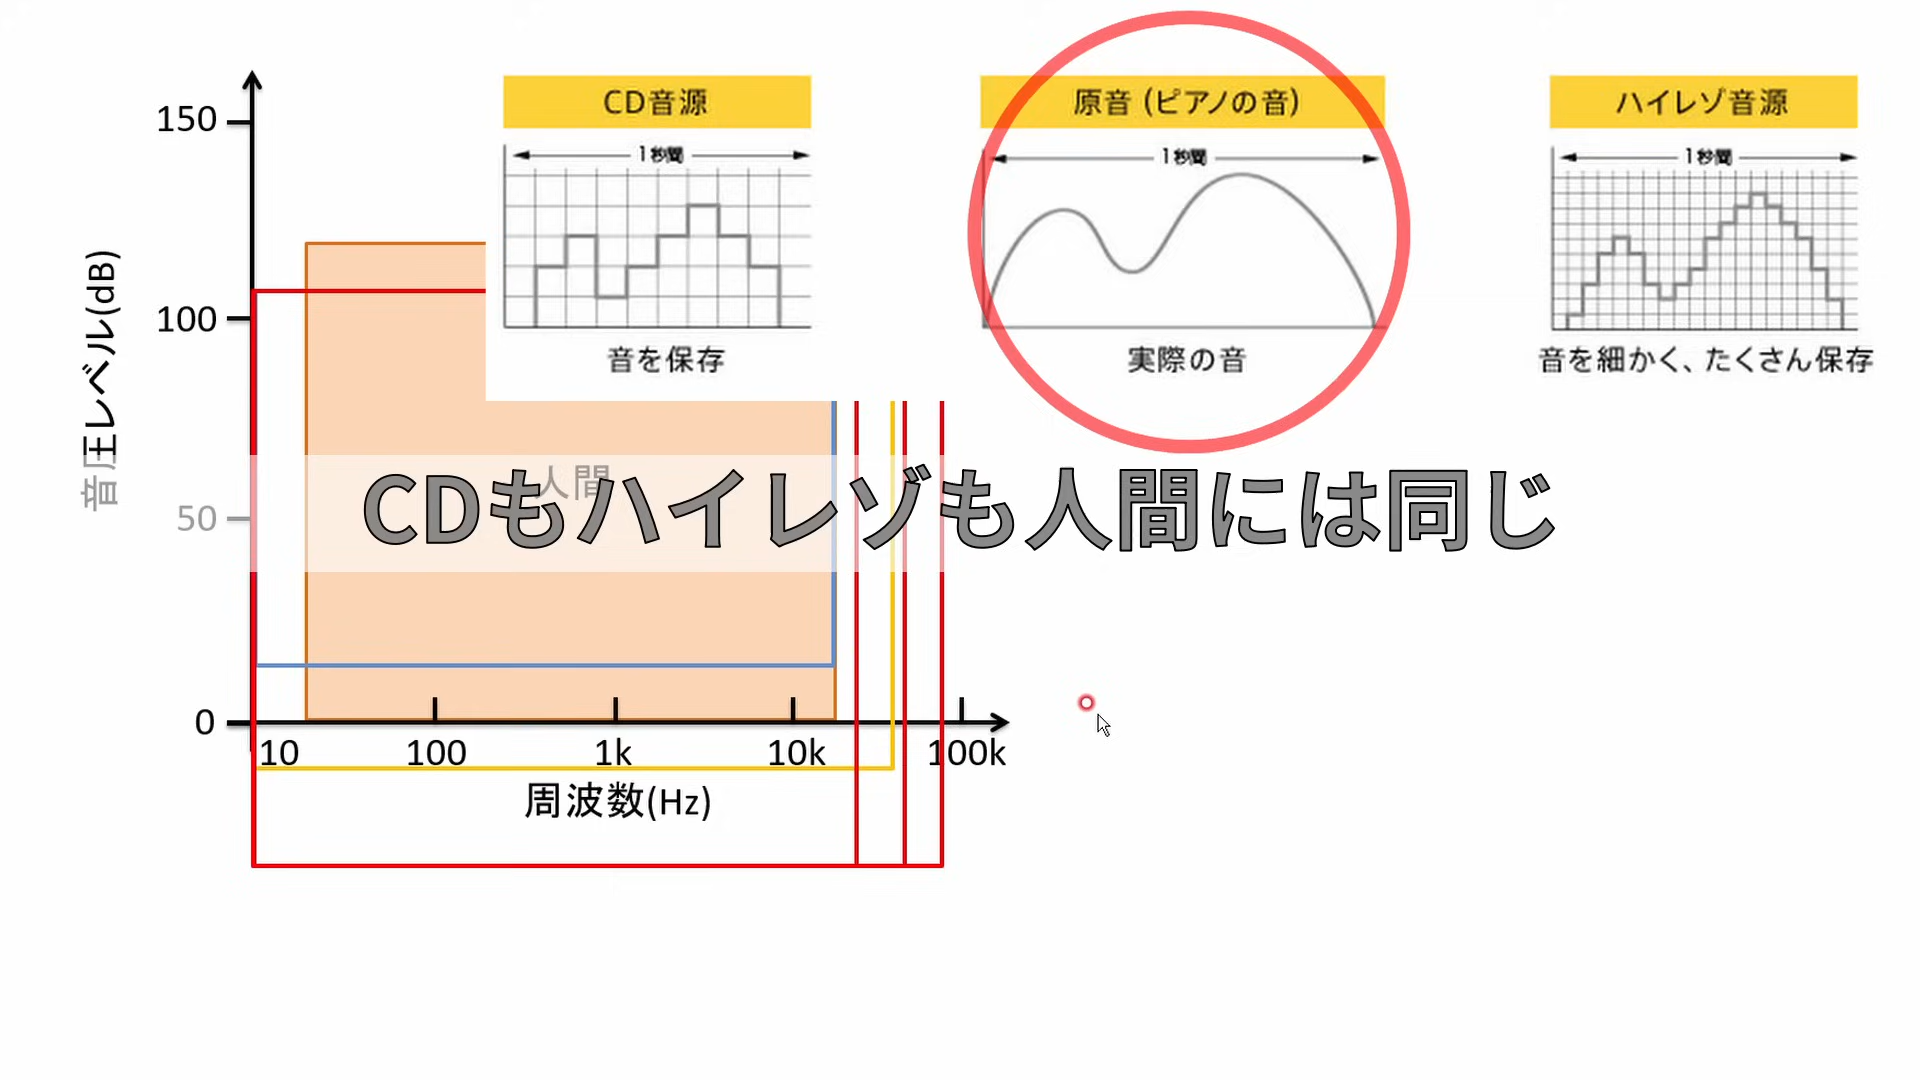 CD音源
1秒間
音を保存
原音 (ピアノの音)
1秒間
実際の音
ハイレゾ音源
1秒間
音を細かく、たくさん保存
音圧レベル(dB)
150
100
50
0
人間
CDもハイレゾも人間には同じ
10
100
1k
10k
100k
周波数(Hz)